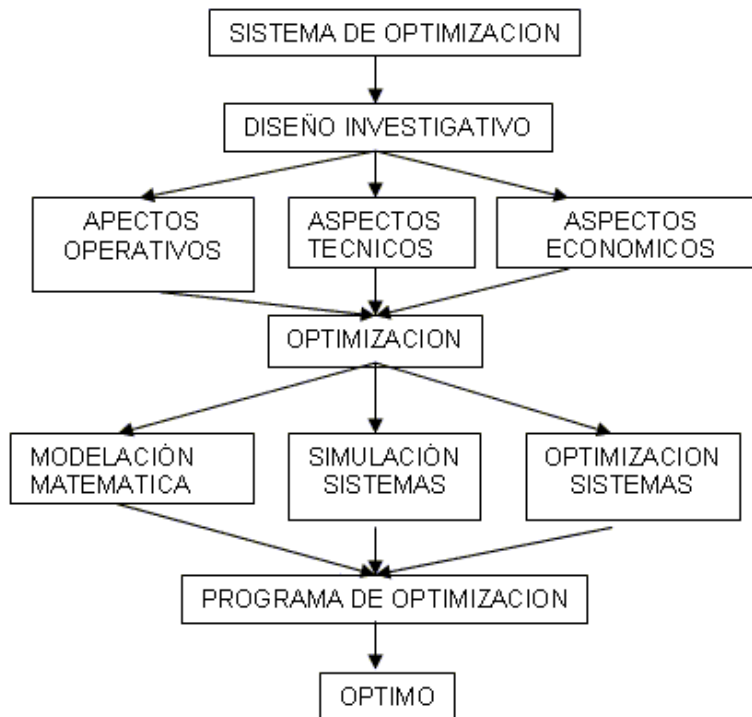 SISTEMA DE OPTIMIZACION
DISEÑO INVESTIGATIVO
APECTOS
OPERATIVOS
ASPECTOS
TECNICOS
ASPECTOS
ECONOMICOS
OPTIMIZACION
MODELACIÓN
MATEMATICA
SIMULACIÓN
SISTEMAS
OPTIMIZACION
SISTEMAS
PROGRAMA DE OPTIMIZACION
OPTIMO